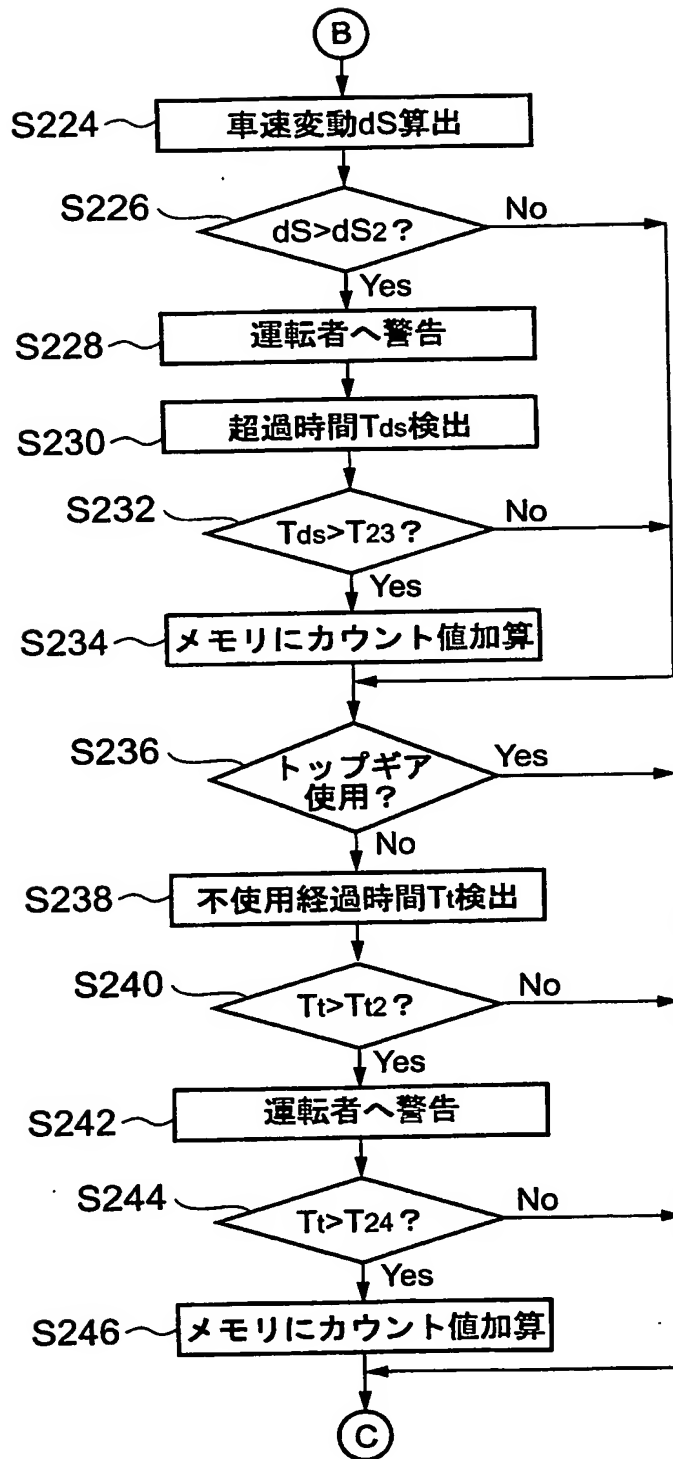 B
S224
車速変動dS算出
S226
dS>dS2?
No
Yes
S228
運転者へ警告
S230
超過時間Tds検出
S232
Tds>T23?
No
Yes
S234
メモリにカウント値加算
S236
トップギア
使用?
Yes
No
S238
不使用経過時間Tt検出
S240
Tt>Tt2?
No
Yes
S242
運転者へ警告
S244
Tt>T24?
No
Yes
S246
メモリにカウント値加算
C